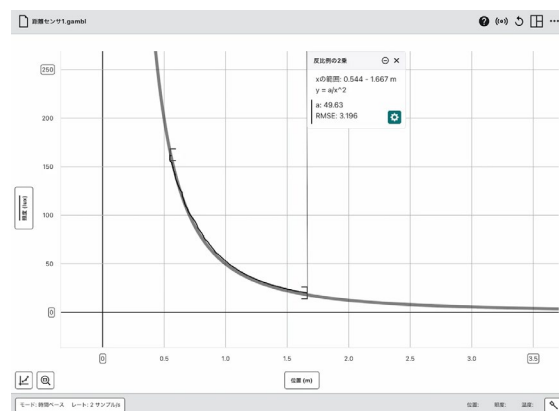 距離センサ1.gambl
250
200
150
100
50
0
照度 (lux)
反比例の2乗
xの範囲: 0.544 - 1.667 m
y = a/x^2
a: 49.63
RMSE: 3.196
0
0.5
1.0
1.5
2.0
2.5
3.0
3.5
位置 (m)
モード: 時間ベース レート: 2 サンプル/s
位置: 照度: 温度: